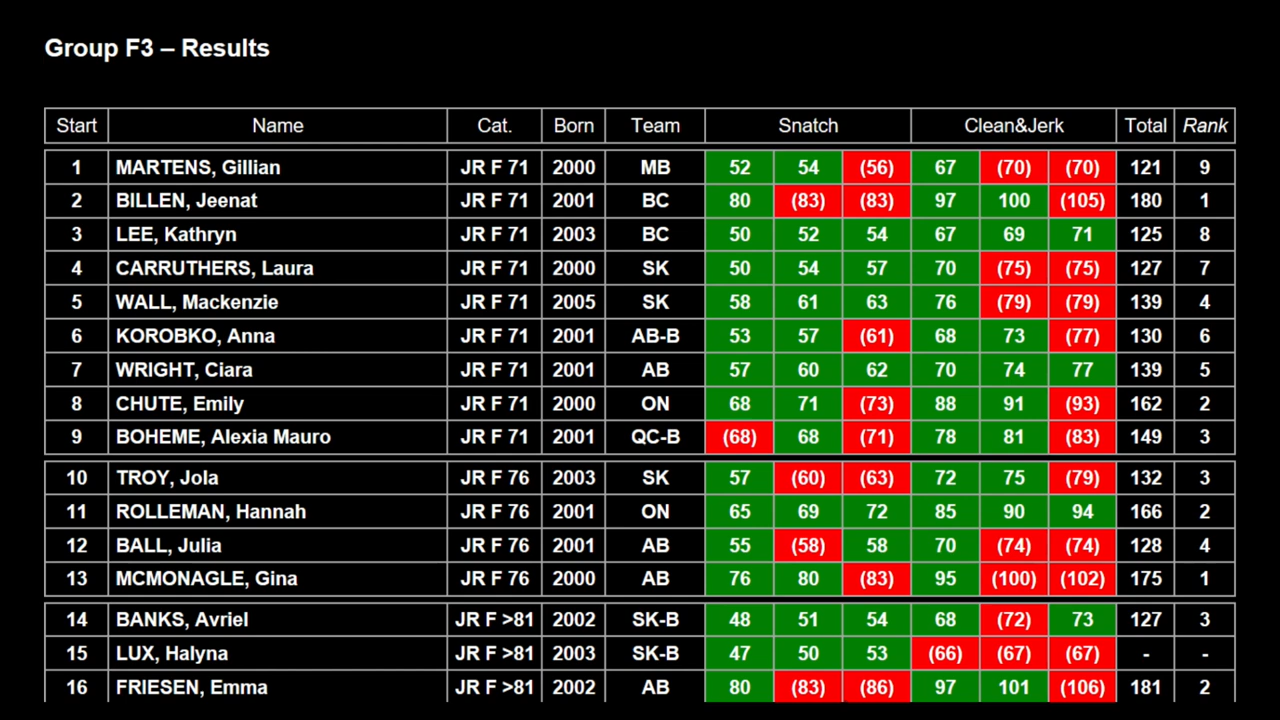 Group F3 – Results
Start Name Cat. Born Team Snatch Clean&Jerk Total Rank
1 MARTENS, Gillian JR F 71 2000 MB 52 54 (56) 67 (70) (70) 121 9
2 BILLEN, Jeenat JR F 71 2001 BC 80 (83) (83) 97 100 (105) 180 1
3 LEE, Kathryn JR F 71 2003 BC 50 52 54 67 69 71 125 8
4 CARRUTHERS, Laura JR F 71 2000 SK 50 54 57 70 (75) (75) 127 7
5 WALL, Mackenzie JR F 71 2005 SK 58 61 63 76 (79) (79) 139 4
6 KOROBKO, Anna JR F 71 2001 AB-B 53 57 (61) 68 73 (77) 130 6
7 WRIGHT, Ciara JR F 71 2001 AB 57 60 62 70 74 77 139 5
8 CHUTE, Emily JR F 71 2000 ON 68 71 (73) 88 91 (93) 162 2
9 BOHEME, Alexia Mauro JR F 71 2001 QC-B (68) 68 (71) 78 81 (83) 149 3
10 TROY, Jola JR F 76 2003 SK 57 (60) (63) 72 75 (79) 132 3
11 ROLLEMAN, Hannah JR F 76 2001 ON 65 69 72 85 90 94 166 2
12 BALL, Julia JR F 76 2001 AB 55 (58) 58 70 (74) (74) 128 4
13 MCMONAGLE, Gina JR F 76 2000 AB 76 80 (83) 95 (100) (102) 175 1
14 BANKS, Avriel JR F >81 2002 SK-B 48 51 54 68 (72) 73 127 3
15 LUX, Halyna JR F >81 2003 SK-B 47 50 53 (66) (67) (67) - -
16 FRIESEN, Emma JR F >81 2002 AB 80 (83) (86) 97 101 (106) 181 2